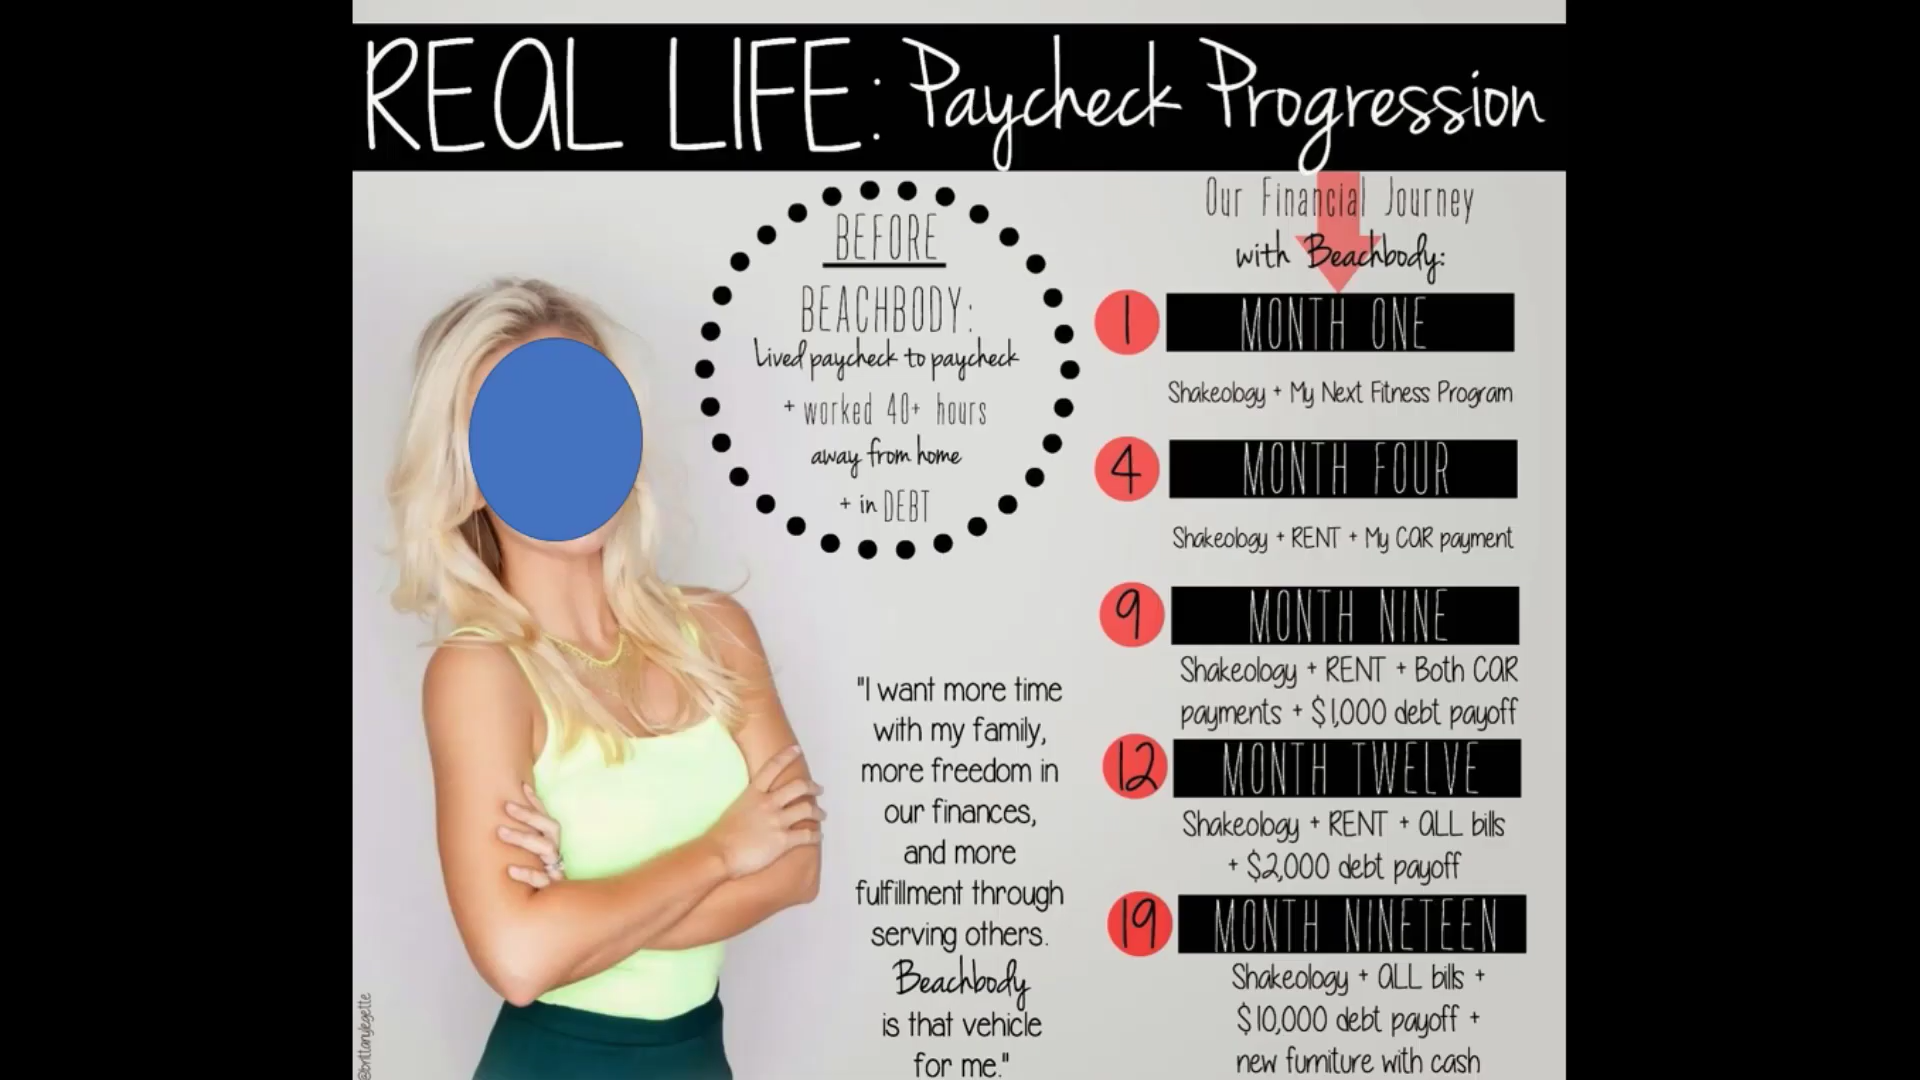 REAL LIFE: Paycheck Progression
BEFORE
BEACHBODY:
Lived paycheck to paycheck
+ worked 40+ hours
away from home
+ in DEBT
"I want more time
with my family,
more freedom in
our finances,
and more
fulfillment through
serving others.
Beachbody
is that vehicle
for me."
Our Financial Journey
with Beachbody:
1 MONTH ONE
Shakeology + My Next Fitness Program
4 MONTH FOUR
Shakeology + RENT + My CAR payment
9 MONTH NINE
Shakeology + RENT + Both CAR
payments + $1,000 debt payoff
12 MONTH TWELVE
Shakeology + RENT + ALL bills
+ $2,000 debt payoff
19 MONTH NINETEEN
Shakeology + ALL bills +
$10,000 debt payoff +
new furniture with cash
@brittanylegette